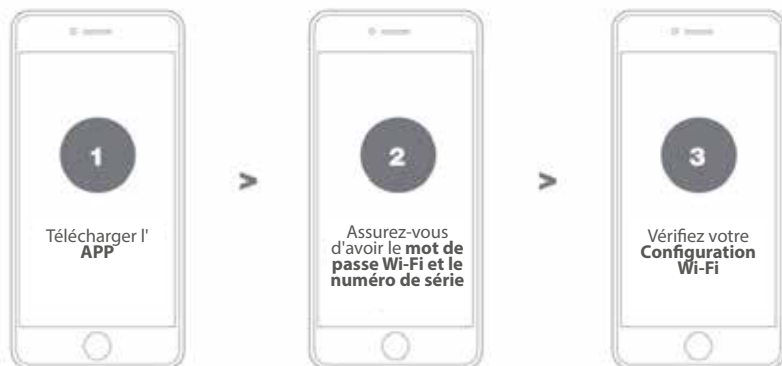 1
Télécharger l'
APP
>
2
Assurez-vous
d'avoir le mot de
passe Wi-Fi et le
numéro de série
>
3
Vérifiez votre
Configuration
Wi-Fi